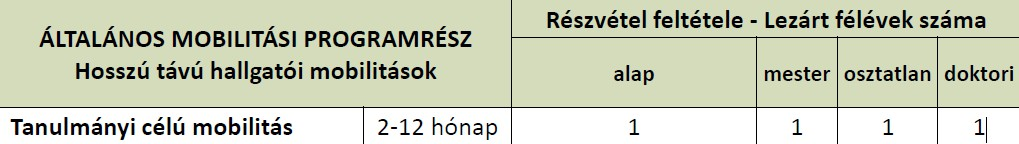 ÁLTALÁNOS MOBILITÁSI PROGRAMRÉSZ
Hosszú távú hallgatói mobilitások
Részvétel feltétele - Lezárt félévek száma
alap mester osztatlan doktori
Tanulmányi célú mobilitás 2-12 hónap 1 1 1 1